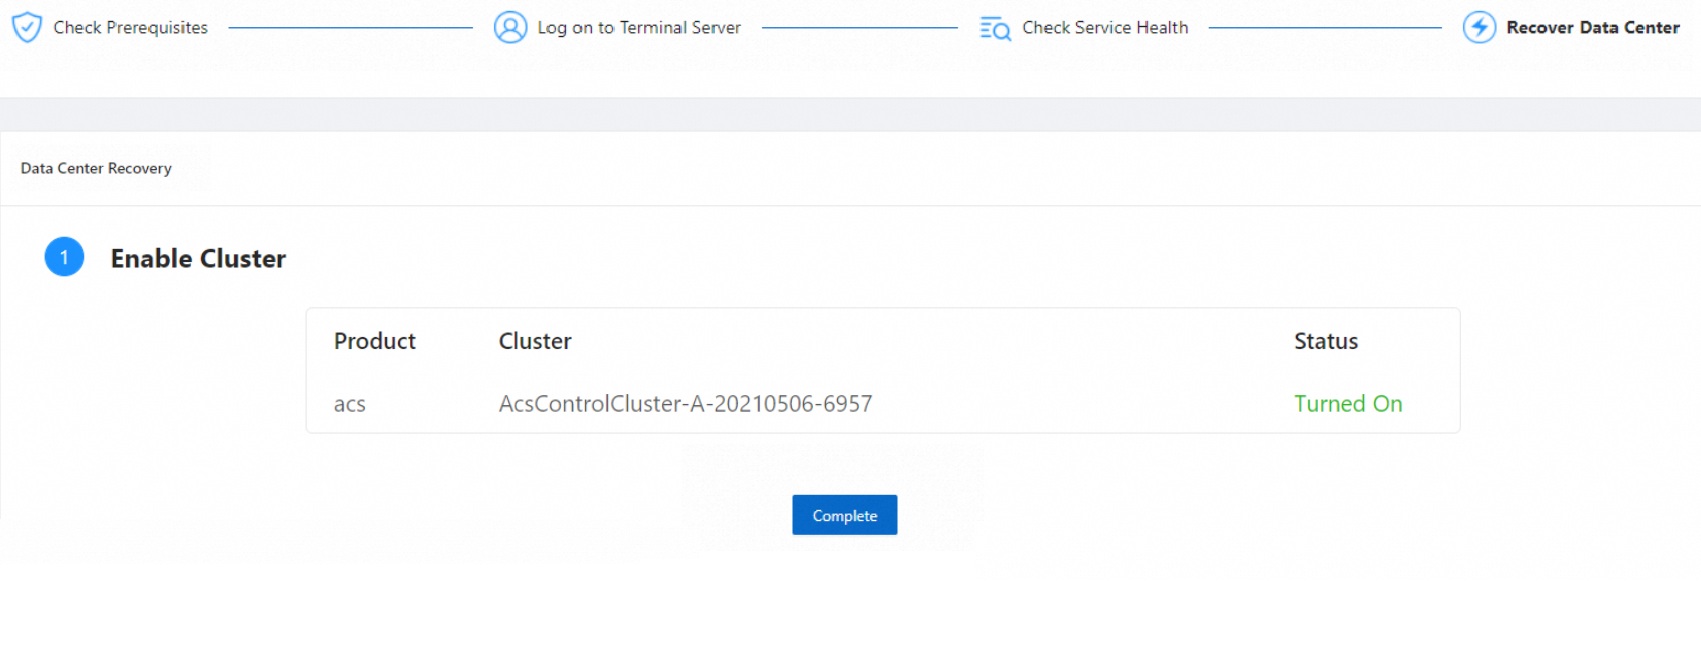 Check Prerequisites Log on to Terminal Server Check Service Health Recover Data Center
Data Center Recovery
1 Enable Cluster
Product Cluster Status
acs AcsControlCluster-A-20210506-6957 Turned On
Complete